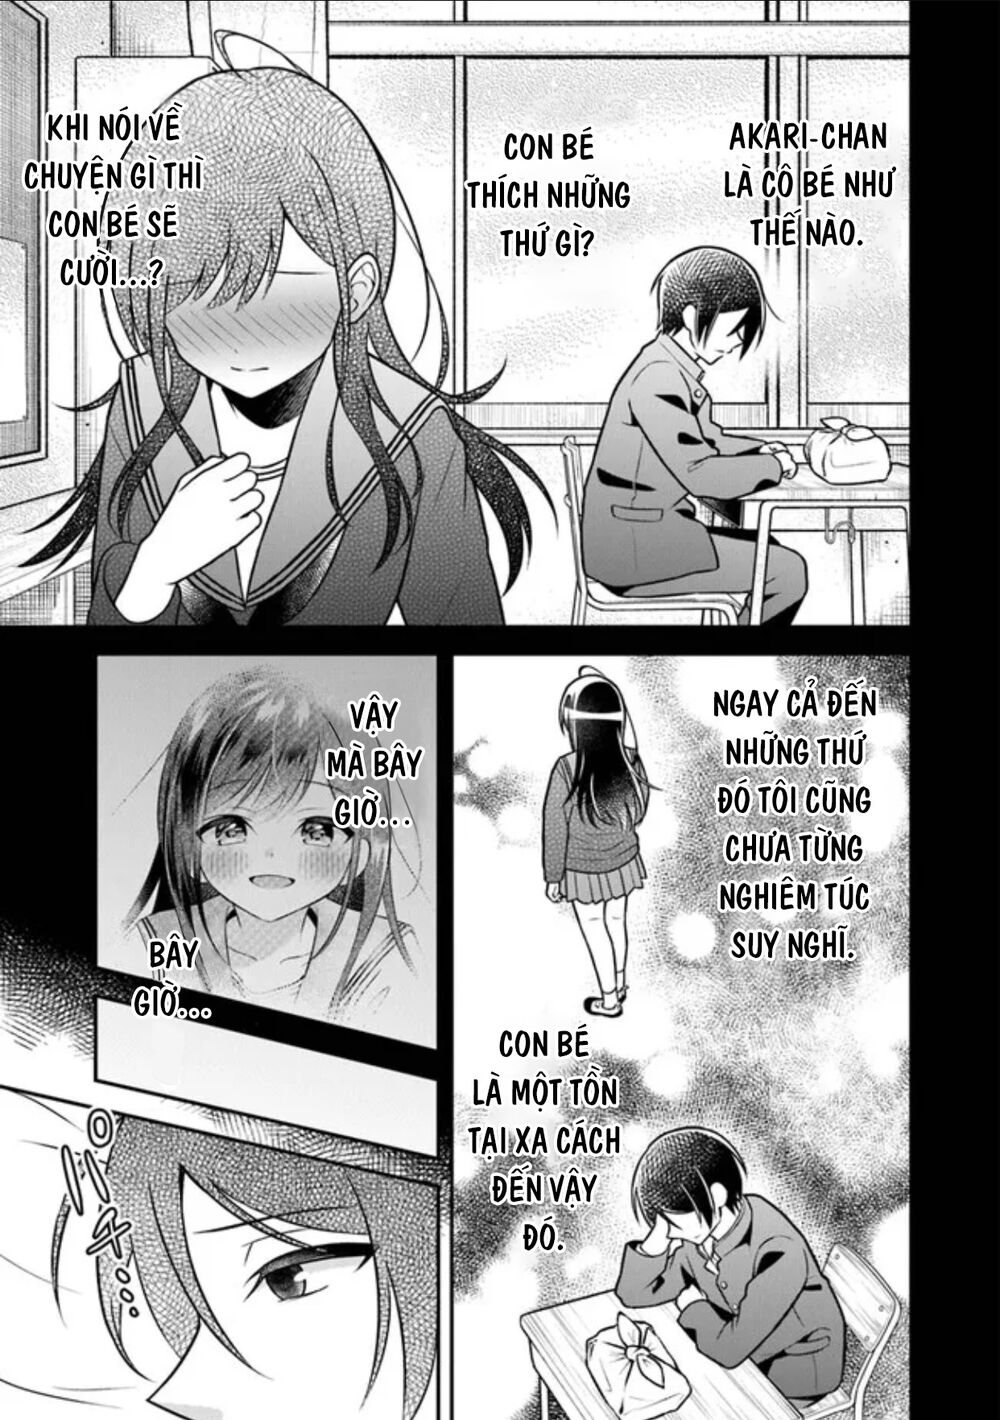 AKARI-CHAN
LÀ CÔ BÉ NHƯ
THẾ NÀO.
CON BÉ
THÍCH NHỮNG
THỨ GÌ?
KHI NÓI VỀ
CHUYỆN GÌ THÌ
CON BÉ SẼ
CƯỜI...?
NGAY CẢ ĐẾN
NHỮNG THỨ
ĐÓ TÔI CŨNG
CHƯA TỪNG
NGHIÊM TÚC
SUY NGHĨ.
CON BÉ
LÀ MỘT TỒN
TẠI XA CÁCH
ĐẾN VẬY
ĐÓ.
VẬY
MÀ BÂY
GIỜ...
BÂY
GIỜ...